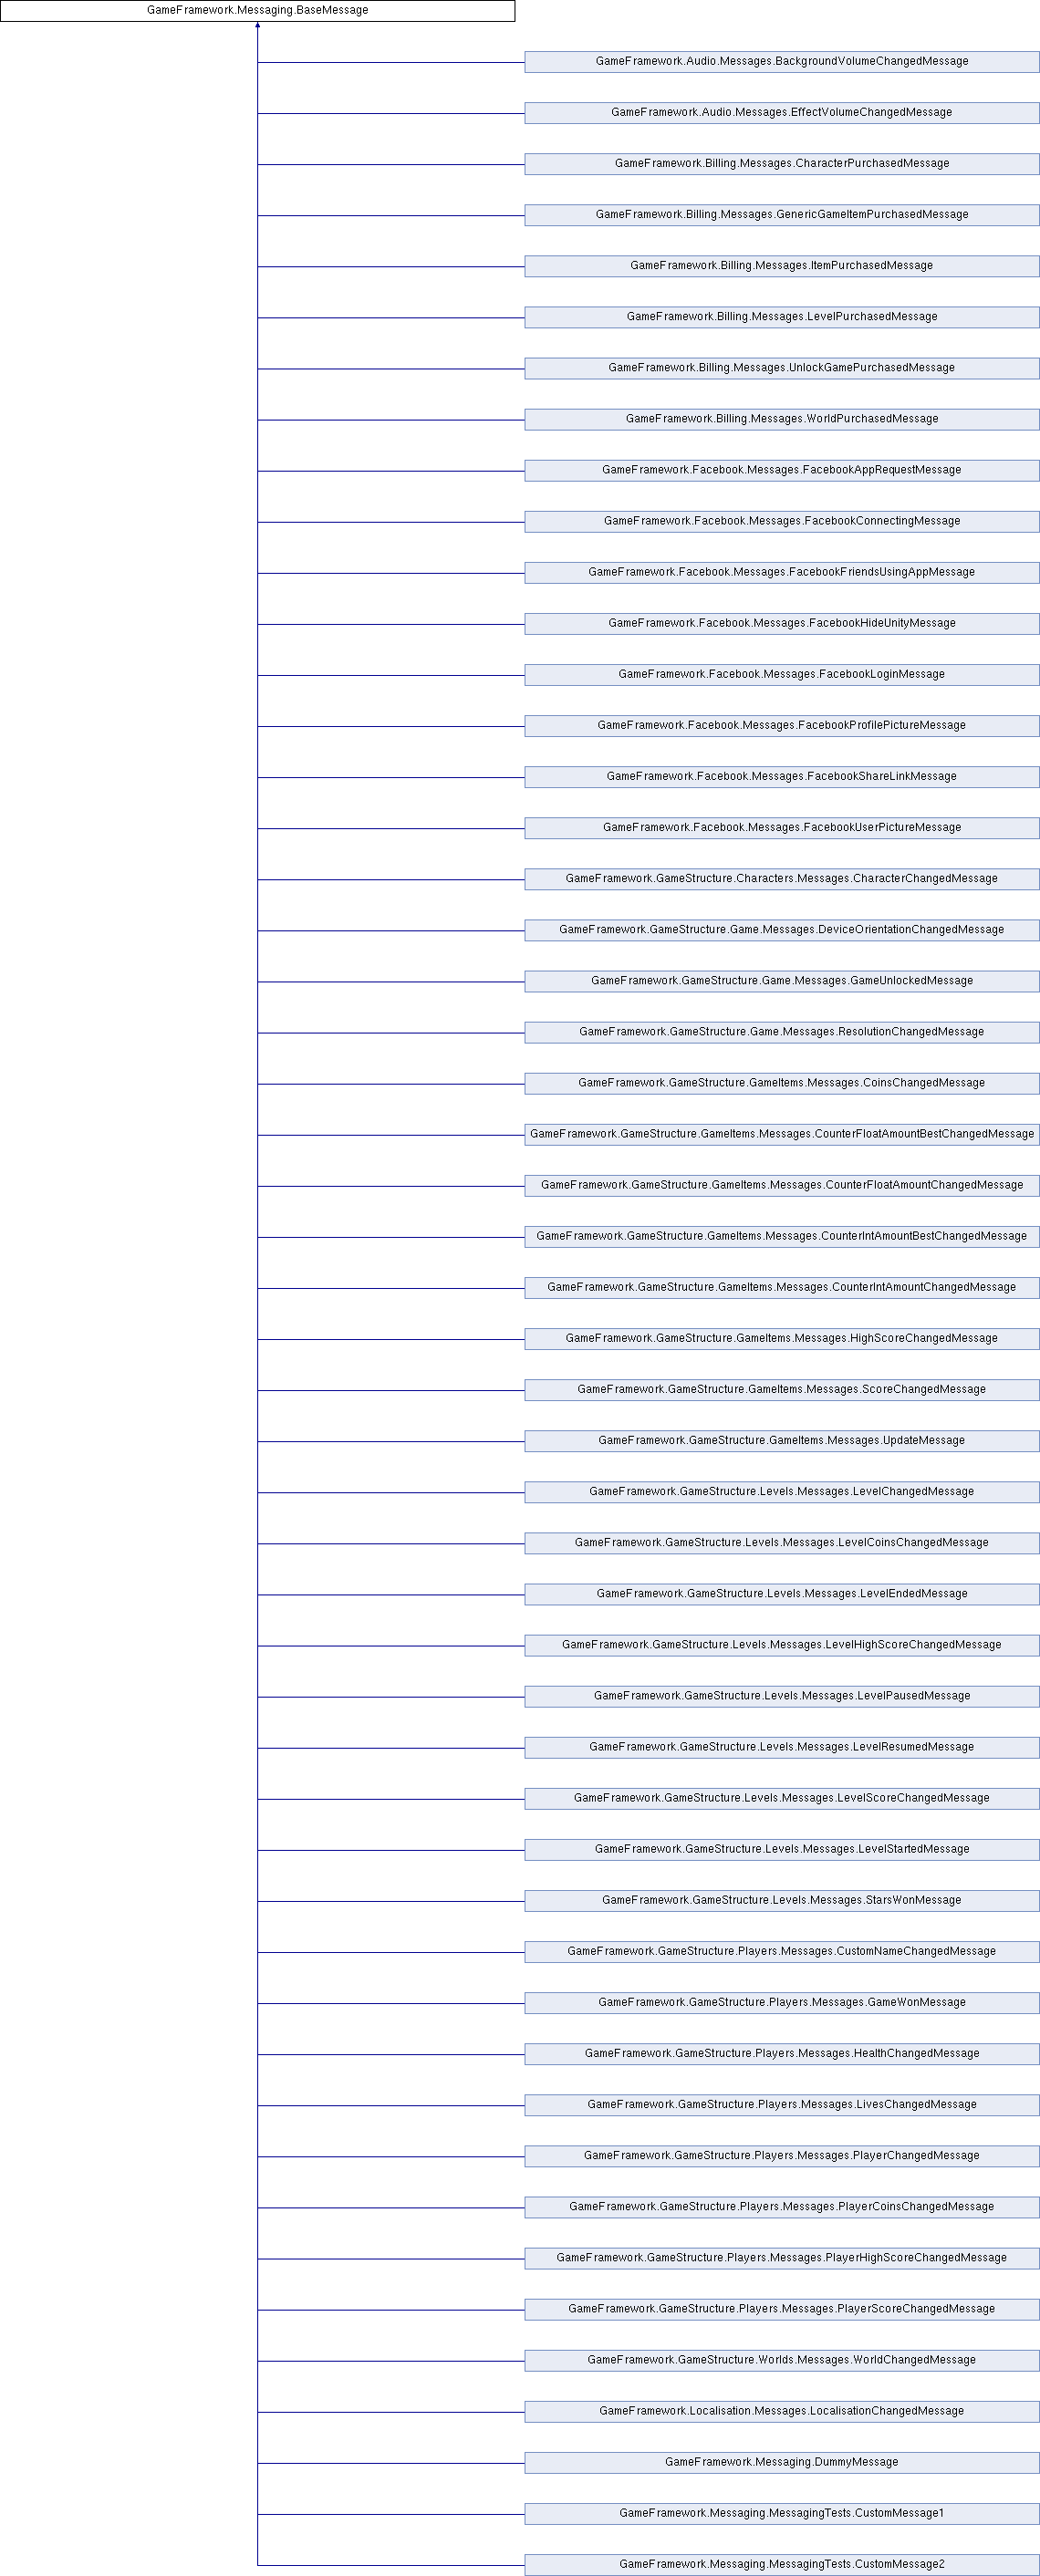 GameFramework.Messaging.BaseMessage
GameFramework.Audio.Messages.BackgroundVolumeChangedMessage
GameFramework.Audio.Messages.EffectVolumeChangedMessage
GameFramework.Billing.Messages.CharacterPurchasedMessage
GameFramework.Billing.Messages.GenericGameItemPurchasedMessage
GameFramework.Billing.Messages.ItemPurchasedMessage
GameFramework.Billing.Messages.LevelPurchasedMessage
GameFramework.Billing.Messages.UnlockGamePurchasedMessage
GameFramework.Billing.Messages.WorldPurchasedMessage
GameFramework.Facebook.Messages.FacebookAppRequestMessage
GameFramework.Facebook.Messages.FacebookConnectingMessage
GameFramework.Facebook.Messages.FacebookFriendsUsingAppMessage
GameFramework.Facebook.Messages.FacebookHideUnityMessage
GameFramework.Facebook.Messages.FacebookLoginMessage
GameFramework.Facebook.Messages.FacebookProfilePictureMessage
GameFramework.Facebook.Messages.FacebookShareLinkMessage
GameFramework.Facebook.Messages.FacebookUserPictureMessage
GameFramework.GameStructure.Characters.Messages.CharacterChangedMessage
GameFramework.GameStructure.Game.Messages.DeviceOrientationChangedMessage
GameFramework.GameStructure.Game.Messages.GameUnlockedMessage
GameFramework.GameStructure.Game.Messages.ResolutionChangedMessage
GameFramework.GameStructure.GameItems.Messages.CoinsChangedMessage
GameFramework.GameStructure.GameItems.Messages.CounterFloatAmountBestChangedMessage
GameFramework.GameStructure.GameItems.Messages.CounterFloatAmountChangedMessage
GameFramework.GameStructure.GameItems.Messages.CounterIntAmountBestChangedMessage
GameFramework.GameStructure.GameItems.Messages.CounterIntAmountChangedMessage
GameFramework.GameStructure.GameItems.Messages.HighScoreChangedMessage
GameFramework.GameStructure.GameItems.Messages.ScoreChangedMessage
GameFramework.GameStructure.GameItems.Messages.UpdateMessage
GameFramework.GameStructure.Levels.Messages.LevelChangedMessage
GameFramework.GameStructure.Levels.Messages.LevelCoinsChangedMessage
GameFramework.GameStructure.Levels.Messages.LevelEndedMessage
GameFramework.GameStructure.Levels.Messages.LevelHighScoreChangedMessage
GameFramework.GameStructure.Levels.Messages.LevelPausedMessage
GameFramework.GameStructure.Levels.Messages.LevelResumedMessage
GameFramework.GameStructure.Levels.Messages.LevelScoreChangedMessage
GameFramework.GameStructure.Levels.Messages.LevelStartedMessage
GameFramework.GameStructure.Levels.Messages.StarsWonMessage
GameFramework.GameStructure.Players.Messages.CustomNameChangedMessage
GameFramework.GameStructure.Players.Messages.GameWonMessage
GameFramework.GameStructure.Players.Messages.HealthChangedMessage
GameFramework.GameStructure.Players.Messages.LivesChangedMessage
GameFramework.GameStructure.Players.Messages.PlayerChangedMessage
GameFramework.GameStructure.Players.Messages.PlayerCoinsChangedMessage
GameFramework.GameStructure.Players.Messages.PlayerHighScoreChangedMessage
GameFramework.GameStructure.Players.Messages.PlayerScoreChangedMessage
GameFramework.GameStructure.Worlds.Messages.WorldChangedMessage
GameFramework.Localisation.Messages.LocalisationChangedMessage
GameFramework.Messaging.DummyMessage
GameFramework.Messaging.MessagingTests.CustomMessage1
GameFramework.Messaging.MessagingTests.CustomMessage2